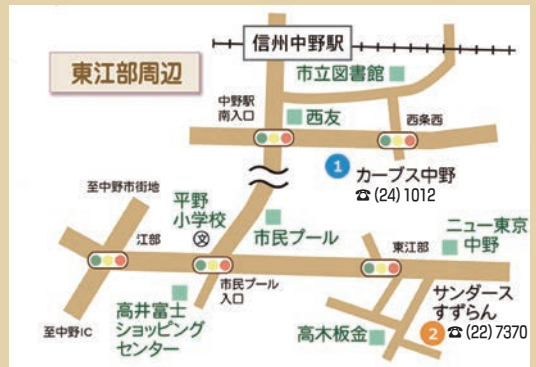 信州中野駅
東江部周辺
市立図書館
中野駅
南入口
西友
西条西
1
カーブス中野
☎(24)1012
至中野市街地
平野
小学校
文
市民プール
ニュー東京
中野
江部
東江部
市民プール
入口
サンダース
すずらん
2 ☎(22)7370
高井富士
ショッピング
センター
至中野IC
高木板金